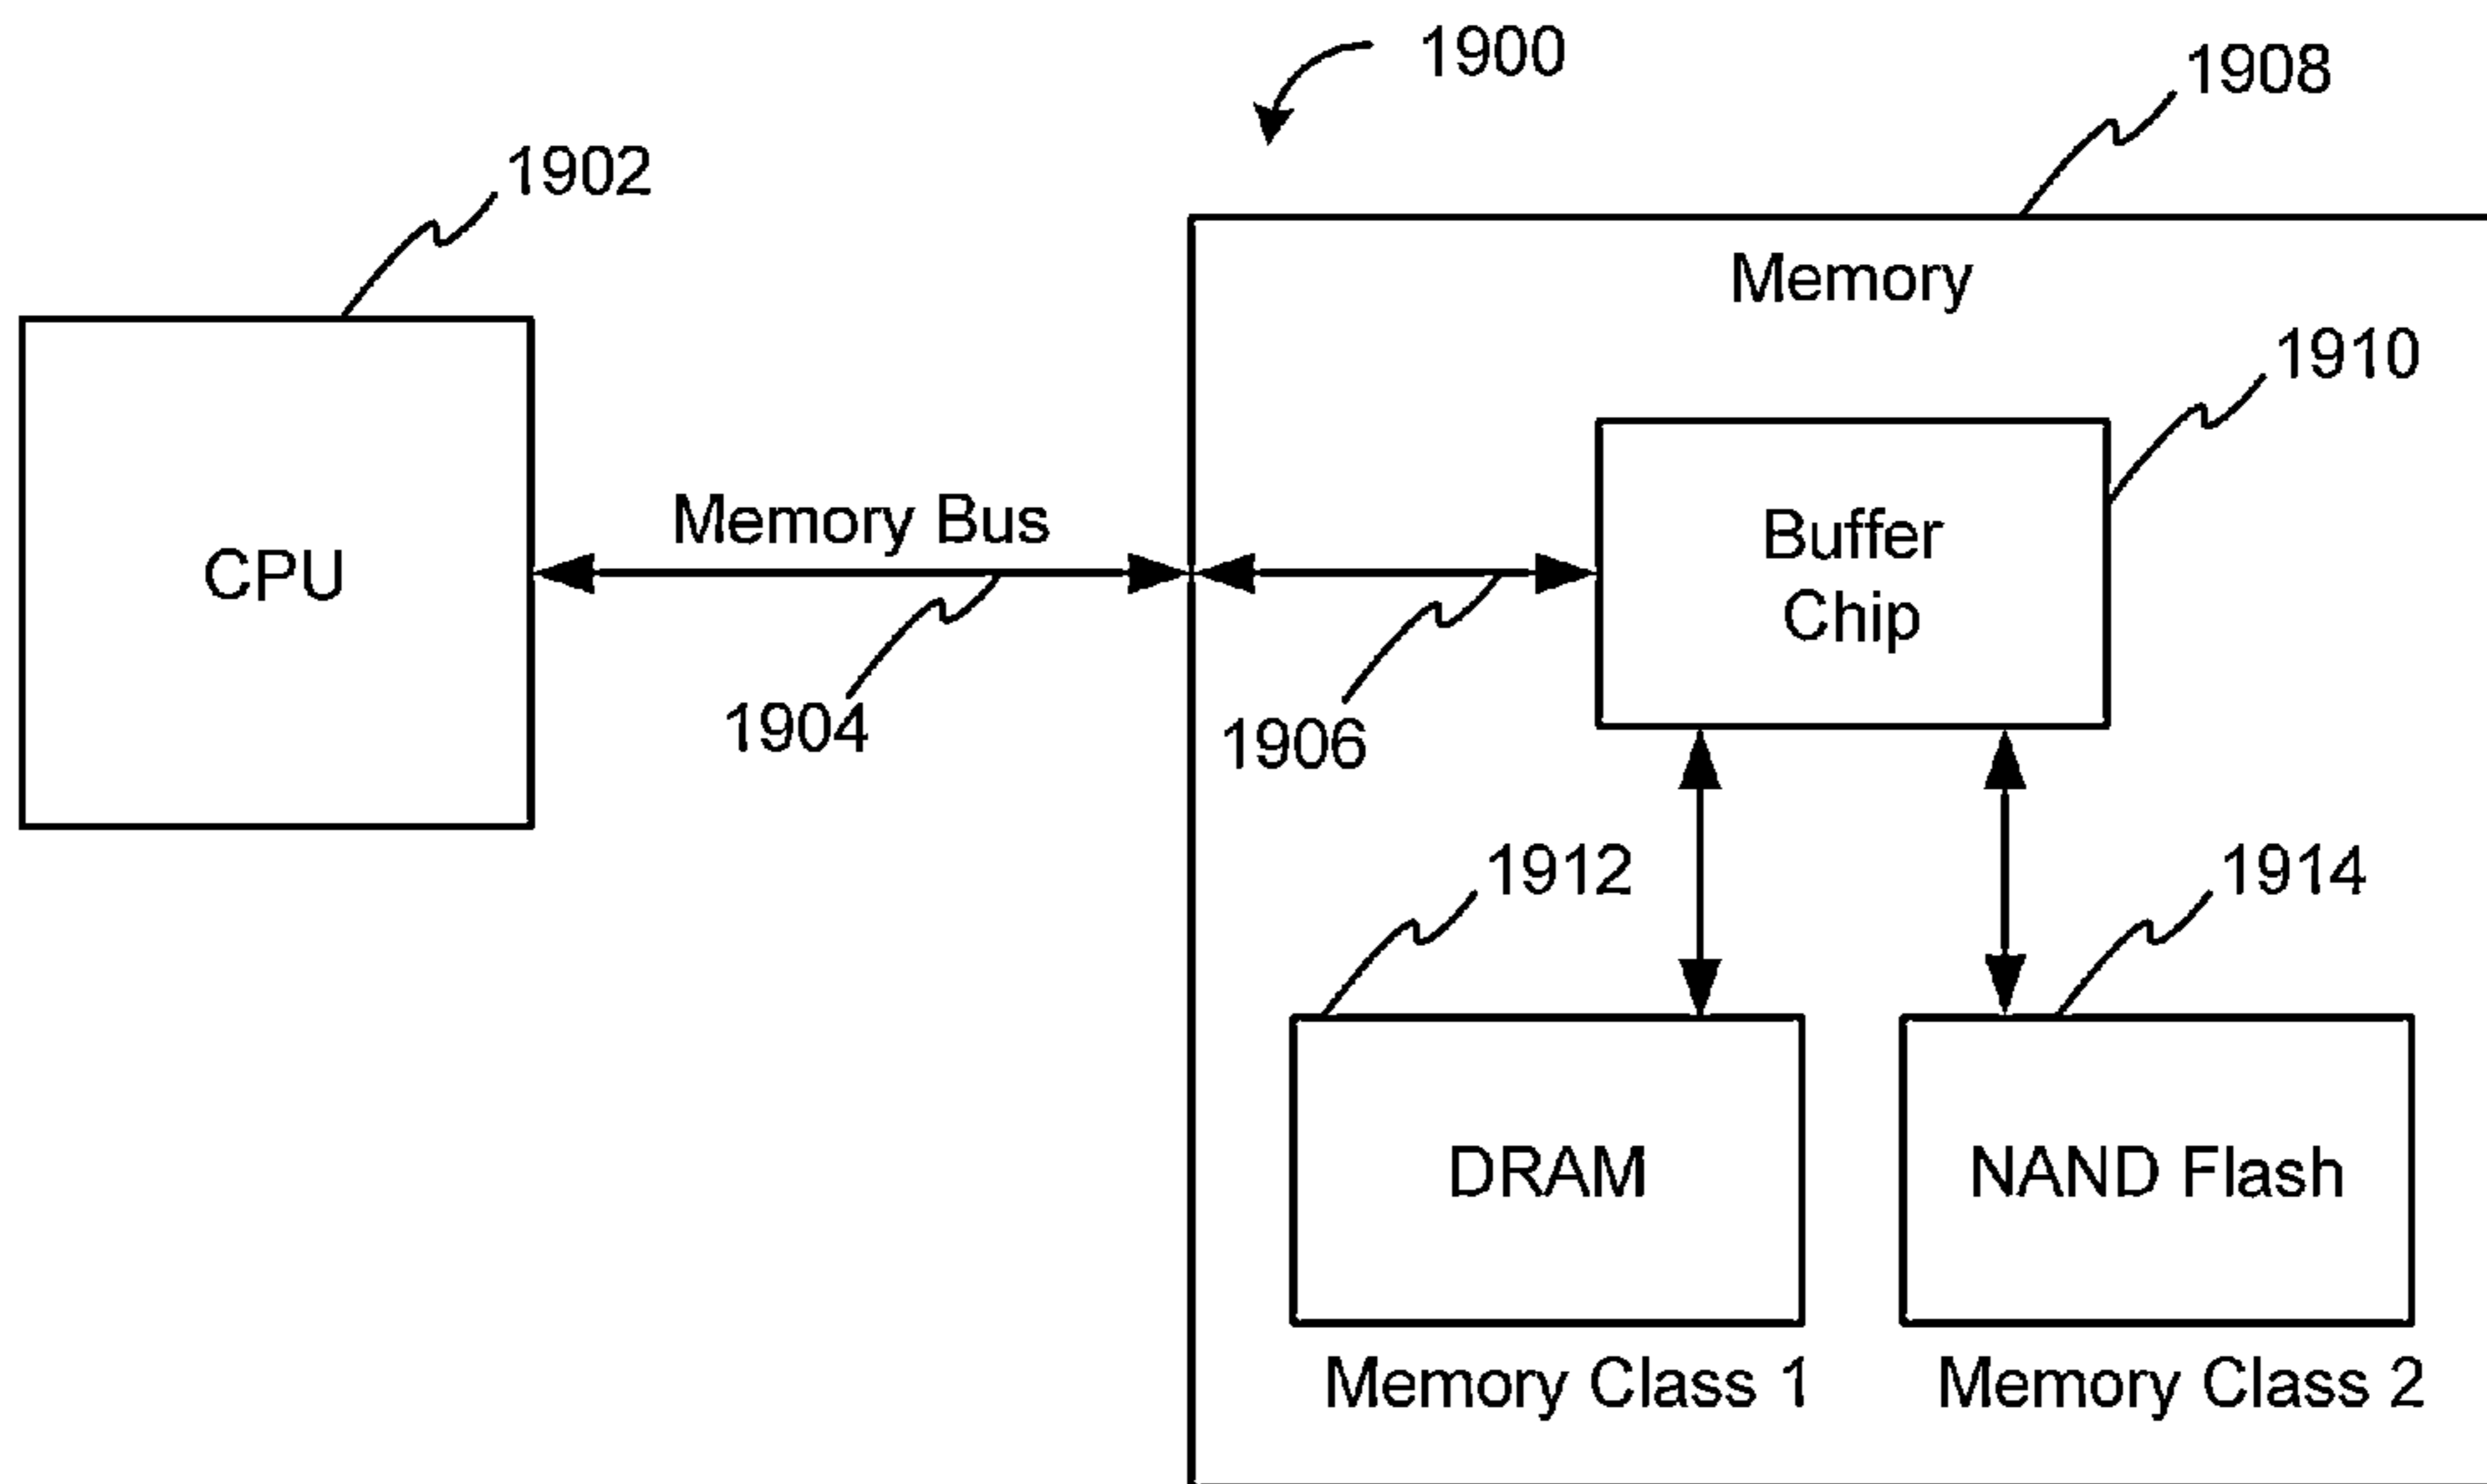 1900
1908
1902
Memory
1910
Memory Bus
Buffer
Chip
CPU
1904
1906
1912
1914
DRAM
NAND Flash
Memory Class 1
Memory Class 2